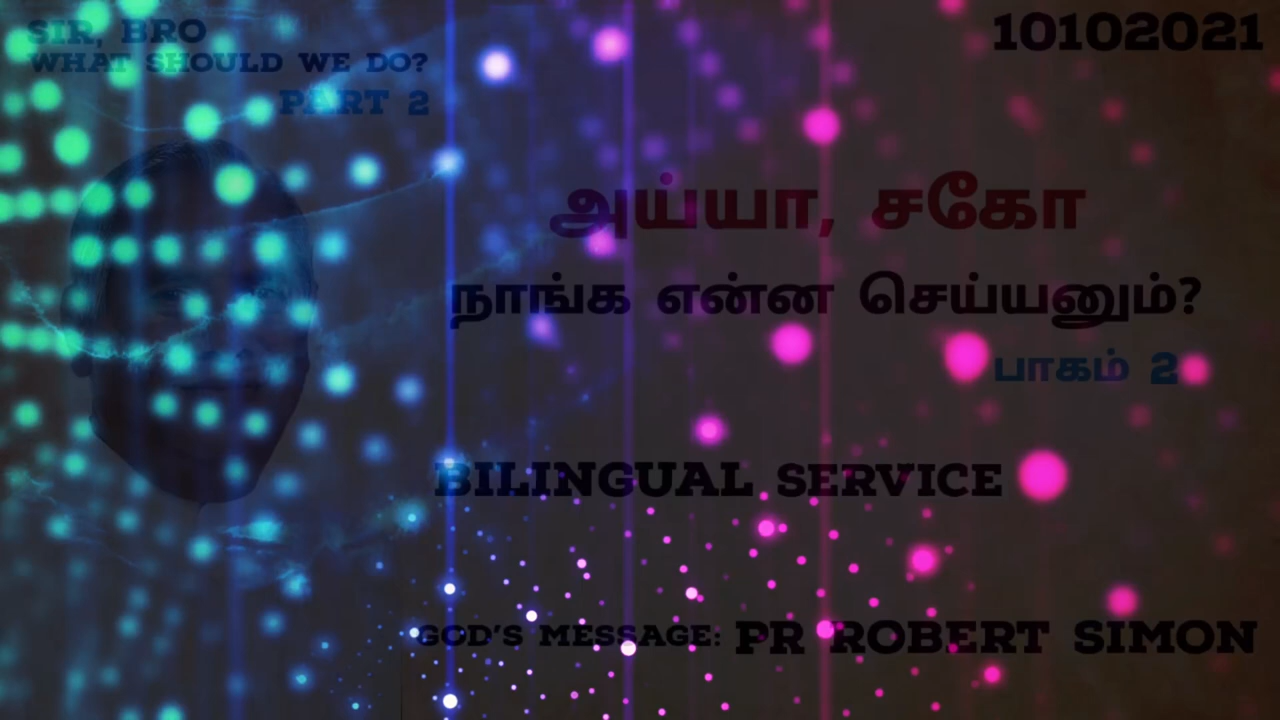 SIR, BRO
WHAT SHOULD WE DO?
PART 2
10102021
அய்யா, சகோ
நாங்க என்ன செய்யனும்?
பாகம் 2
BILINGUAL SERVICE
GOD'S MESSAGE: PR ROBERT SIMON